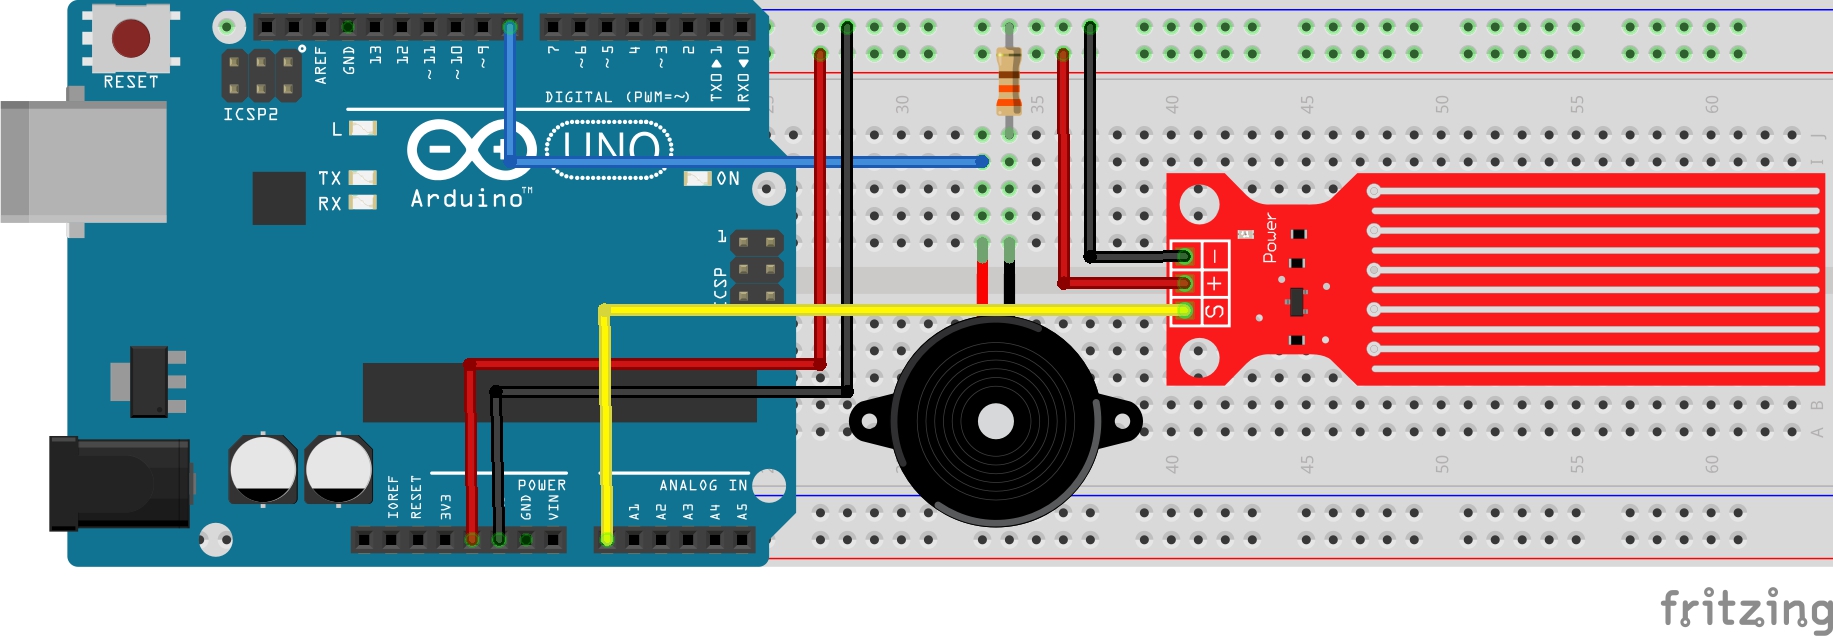 RESET
ICSP2
AREF
GND
13
12
~11
~10
~9
7
~6
~5
4
~3
2
TX0▶1
RX0◀0
DIGITAL (PWM=~)
L
TX
RX
UNO
Arduino™
ON
1
ICSP
IOREF
RESET
3V3
POWER
GND
VIN
ANALOG IN
A1
A2
A3
A4
A5
30
35
40
45
50
55
60
J
I
Power
-
+
S
B
A
40
45
50
55
60
fritzing